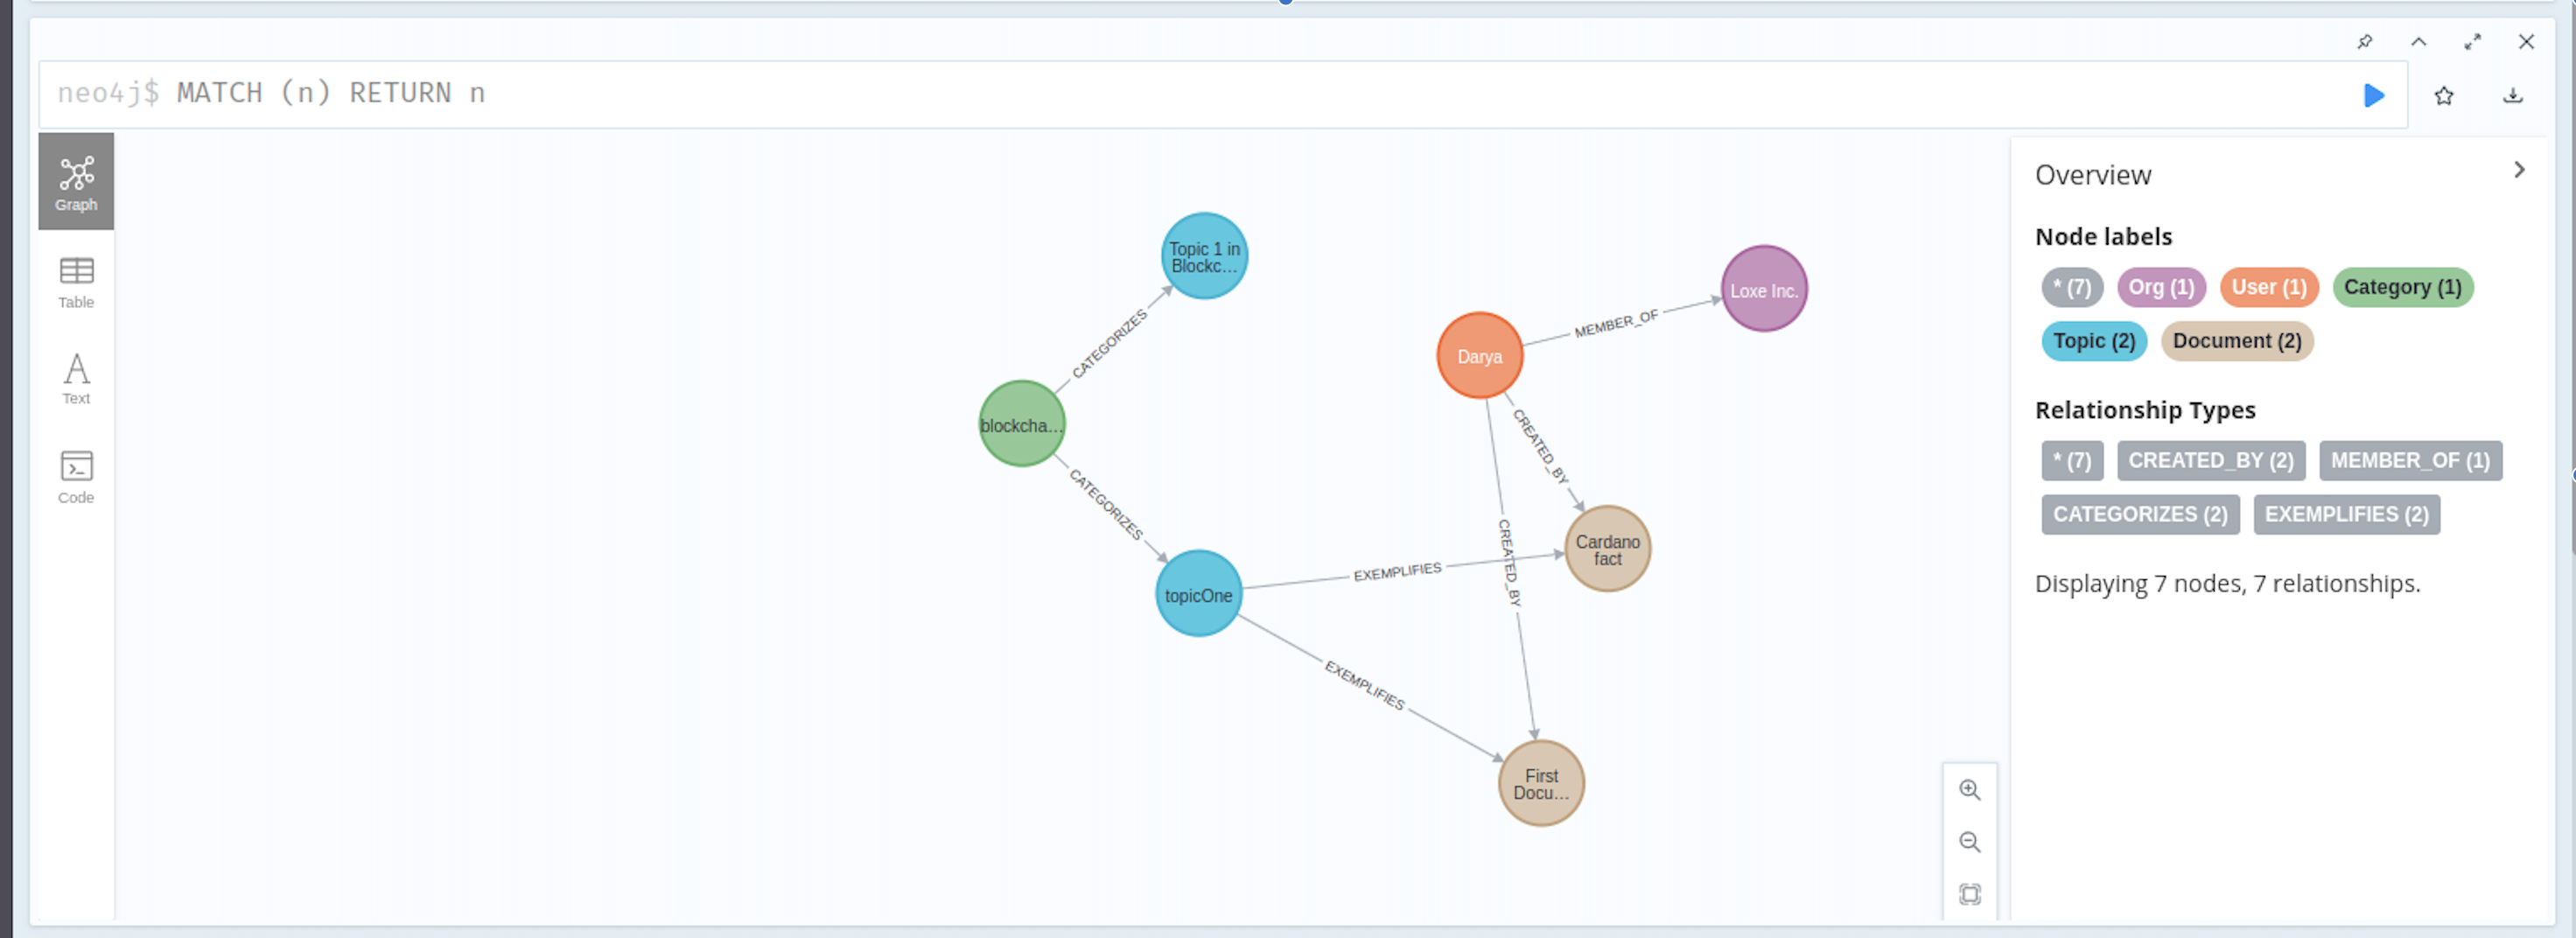 neo4j$ MATCH (n) RETURN n
Graph
Table
Text
Code
Topic 1 in
Blockc...
Loxe Inc.
MEMBER_OF
Darya
CATEGORIZES
blockcha...
CREATED_BY
CATEGORIZES
CREATED_BY
Cardano
fact
EXEMPLIFIES
topicOne
EXEMPLIFIES
First
Docu...
Overview
Node labels
* (7) Org (1) User (1) Category (1)
Topic (2) Document (2)
Relationship Types
* (7) CREATED_BY (2) MEMBER_OF (1)
CATEGORIZES (2) EXEMPLIFIES (2)
Displaying 7 nodes, 7 relationships.